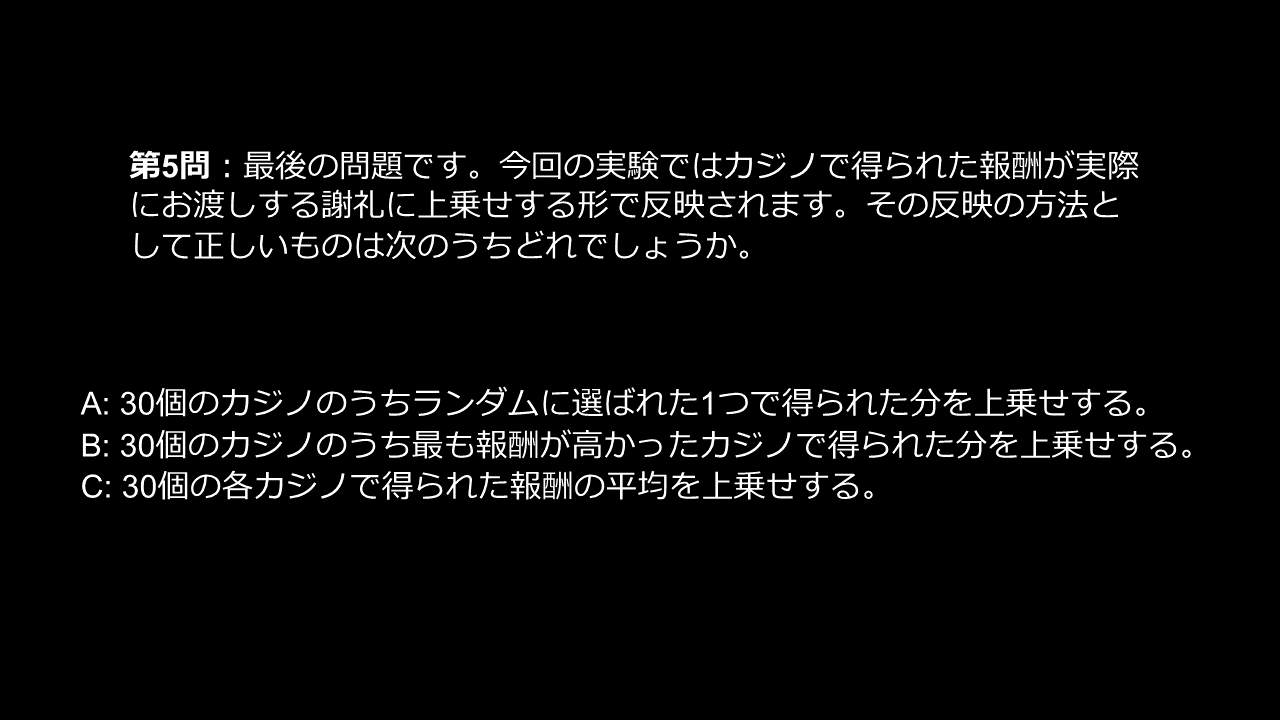 第5問：最後の問題です。今回の実験ではカジノで得られた報酬が実際
にお渡しする謝礼に上乗せする形で反映されます。その反映の方法と
して正しいものは次のうちどれでしょうか。
A: 30個のカジノのうちランダムに選ばれた1つで得られた分を上乗せする。
B: 30個のカジノのうち最も報酬が高かったカジノで得られた分を上乗せする。
C: 30個の各カジノで得られた報酬の平均を上乗せする。